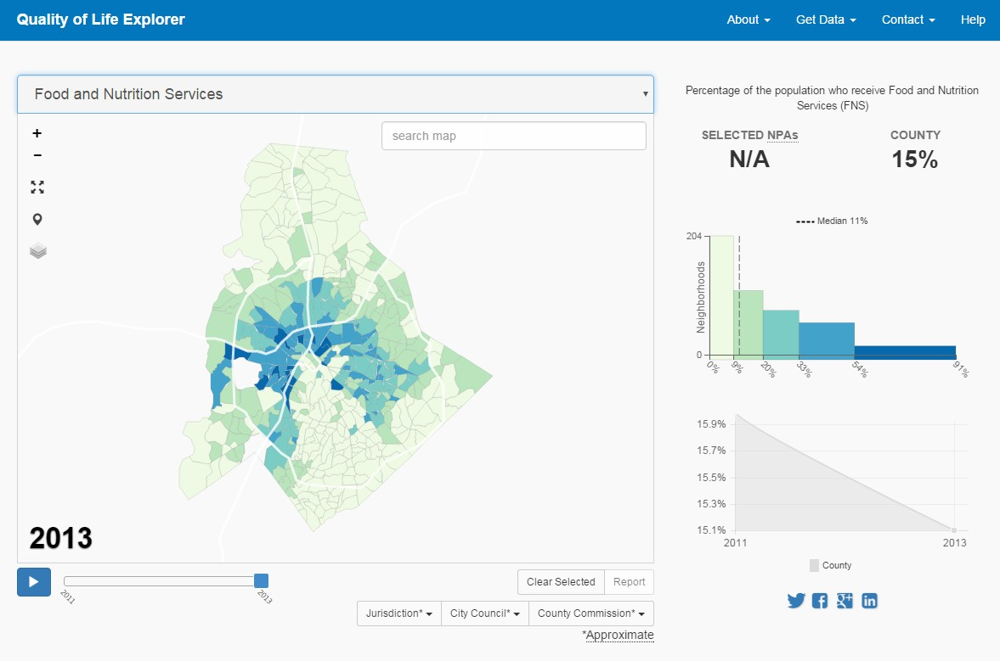 Quality of Life Explorer
About Get Data Contact Help
Food and Nutrition Services
search map
+
−
2013
2011
2013
Clear Selected Report
Jurisdiction* City Council* County Commission*
*Approximate
Percentage of the population who receive Food and Nutrition
Services (FNS)
SELECTED NPAs COUNTY
N/A 15%
Median 11%
204
Neighborhoods
0
0% 9% 20% 33% 54% 91%
15.9%
15.7%
15.5%
15.3%
15.1%
2011 2013
County